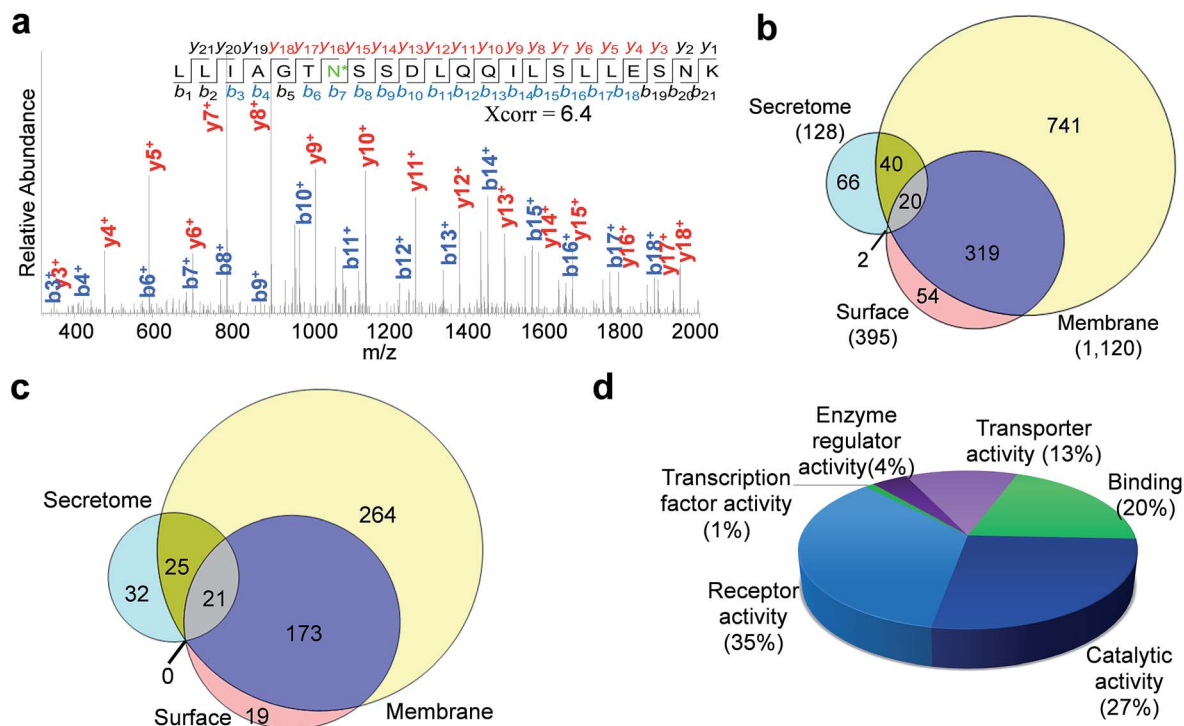 a
y21 y20 y19 y18 y17 y16 y15 y14 y13 y12 y11 y10 y9 y8 y7 y6 y5 y4 y3 y2 y1
L L I A G T N* S S D L Q Q I L S L L E S N K
b1 b2 b3 b4 b5 b6 b7 b8 b9 b10 b11 b12 b13 b14 b15 b16 b17 b18 b19 b20 b21
Xcorr = 6.4
Relative Abundance
b3+ y3+ b4+ y4+ y5+ b6+ b7+ y6+ y7+ b8+ b9+ y8+ b10+ y9+ b11+ y10+ b12+ y11+ b13+ y12+ b14+ y13+ b15+ y14+ b16+ y15+ b17+ y16+ b18+ y17+ y18+
400 600 800 1000 1200 1400 1600 1800 2000
m/z
b
Secretome
(128)
741
40
66
20
2
319
54
Surface
(395)
Membrane
(1,120)
c
Secretome
264
25
32
21
173
0
Surface
19
Membrane
d
Enzyme
regulator
activity(4%)
Transporter
activity (13%)
Transcription
factor activity
(1%)
Binding
(20%)
Receptor
activity
(35%)
Catalytic
activity
(27%)